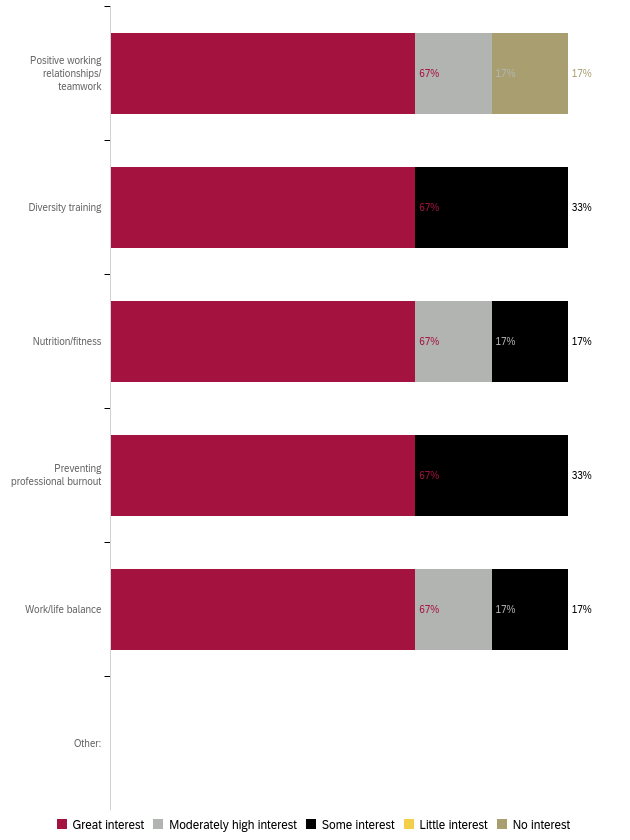 Positive working
relationships/
teamwork
67% 17% 17%
Diversity training
67% 33%
Nutrition/fitness
67% 17% 17%
Preventing
professional burnout
67% 33%
Work/life balance
67% 17% 17%
Other:
Great interest Moderately high interest Some interest Little interest No interest